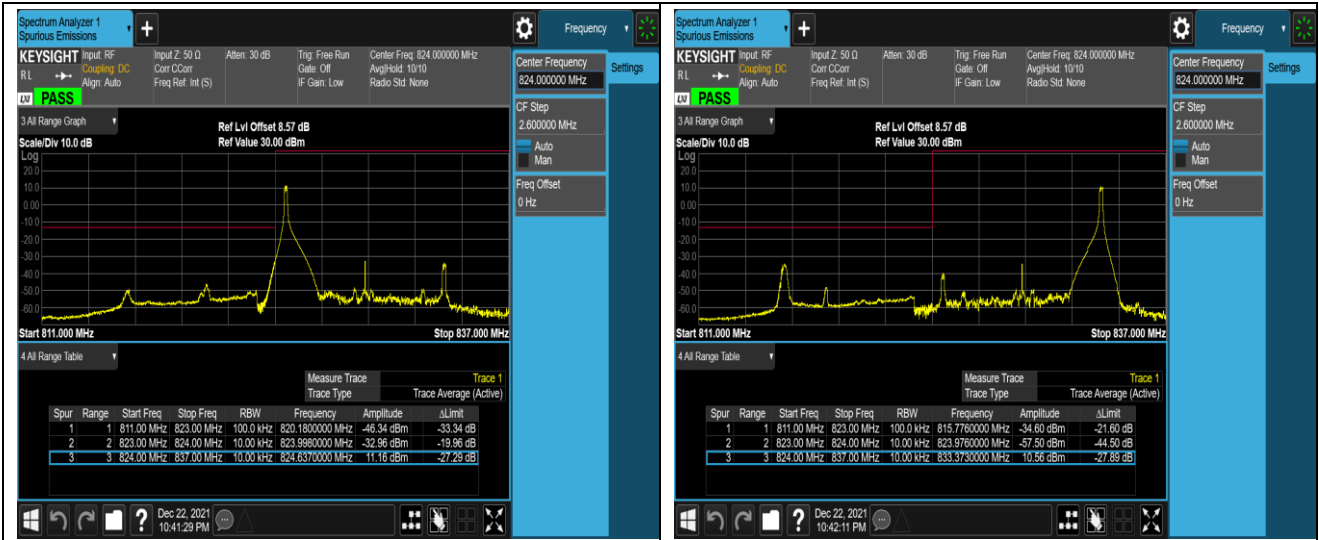 Spectrum Analyzer 1
Spurious Emissions
+
Frequency
KEYSIGHT Input: RF Input Z: 50 Ω Atten: 30 dB Trig: Free Run Center Freq: 824.000000 MHz
RL Coupling: DC Corr CCorr Gate: Off Avg|Hold: 10/10
Align: Auto Freq Ref: Int (S) IF Gain: Low Radio Std: None
LXI PASS
Center Frequency
824.000000 MHz
Settings
CF Step
2.600000 MHz
Auto
Man
Freq Offset
0 Hz
3 All Range Graph
Ref Lvl Offset 8.57 dB
Scale/Div 10.0 dB Ref Value 30.00 dBm
Log
20.0
10.0
0.00
-10.0
-20.0
-30.0
-40.0
-50.0
-60.0
Start 811.000 MHz Stop 837.000 MHz
4 All Range Table
Measure Trace Trace 1
Trace Type Trace Average (Active)
Spur Range Start Freq Stop Freq RBW Frequency Amplitude ΔLimit
1 1 811.00 MHz 823.00 MHz 100.0 kHz 820.1800000 MHz -46.34 dBm -33.34 dB
2 2 823.00 MHz 824.00 MHz 10.00 kHz 823.9980000 MHz -32.96 dBm -19.96 dB
3 3 824.00 MHz 837.00 MHz 10.00 kHz 824.6370000 MHz 11.16 dBm -27.29 dB
?
Dec 22, 2021
10:41:29 PM
Spectrum Analyzer 1
Spurious Emissions
+
Frequency
KEYSIGHT Input: RF Input Z: 50 Ω Atten: 30 dB Trig: Free Run Center Freq: 824.000000 MHz
RL Coupling: DC Corr CCorr Gate: Off Avg|Hold: 10/10
Align: Auto Freq Ref: Int (S) IF Gain: Low Radio Std: None
LXI PASS
Center Frequency
824.000000 MHz
Settings
CF Step
2.600000 MHz
Auto
Man
Freq Offset
0 Hz
3 All Range Graph
Ref Lvl Offset 8.57 dB
Scale/Div 10.0 dB Ref Value 30.00 dBm
Log
20.0
10.0
0.00
-10.0
-20.0
-30.0
-40.0
-50.0
-60.0
Start 811.000 MHz Stop 837.000 MHz
4 All Range Table
Measure Trace Trace 1
Trace Type Trace Average (Active)
Spur Range Start Freq Stop Freq RBW Frequency Amplitude ΔLimit
1 1 811.00 MHz 823.00 MHz 100.0 kHz 815.7760000 MHz -34.60 dBm -21.60 dB
2 2 823.00 MHz 824.00 MHz 10.00 kHz 823.9760000 MHz -57.50 dBm -44.50 dB
3 3 824.00 MHz 837.00 MHz 10.00 kHz 833.3730000 MHz 10.56 dBm -27.89 dB
?
Dec 22, 2021
10:42:11 PM